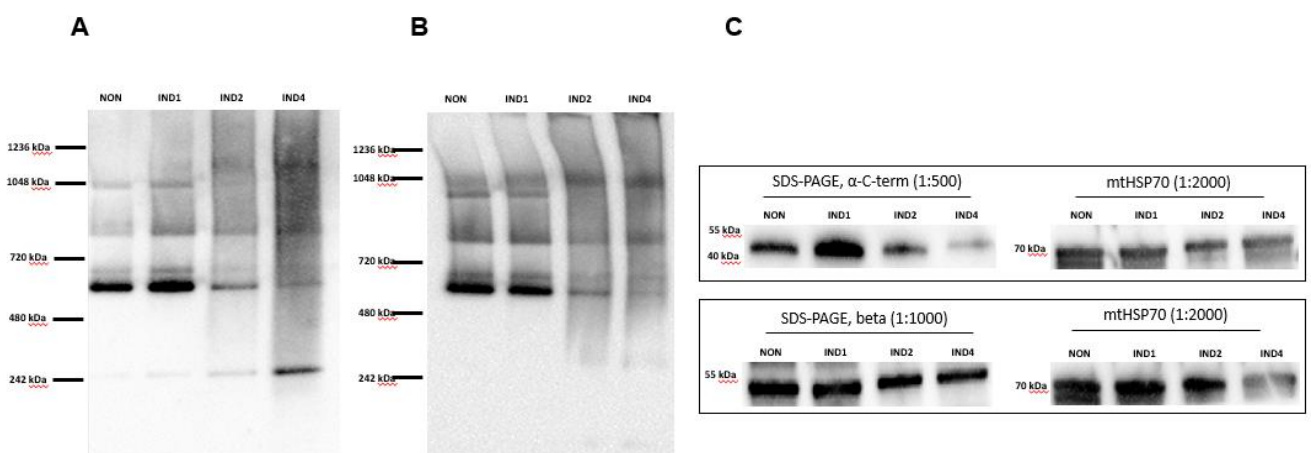 A
B
C
NON IND1 IND2 IND4
1236 kDa
1048 kDa
720 kDa
480 kDa
242 kDa
NON IND1 IND2 IND4
1236 kDa
1048 kDa
720 kDa
480 kDa
242 kDa
SDS-PAGE, α-C-term (1:500)
NON IND1 IND2 IND4
55 kDa
40 kDa
mtHSP70 (1:2000)
NON IND1 IND2 IND4
70 kDa
SDS-PAGE, beta (1:1000)
NON IND1 IND2 IND4
55 kDa
mtHSP70 (1:2000)
NON IND1 IND2 IND4
70 kDa